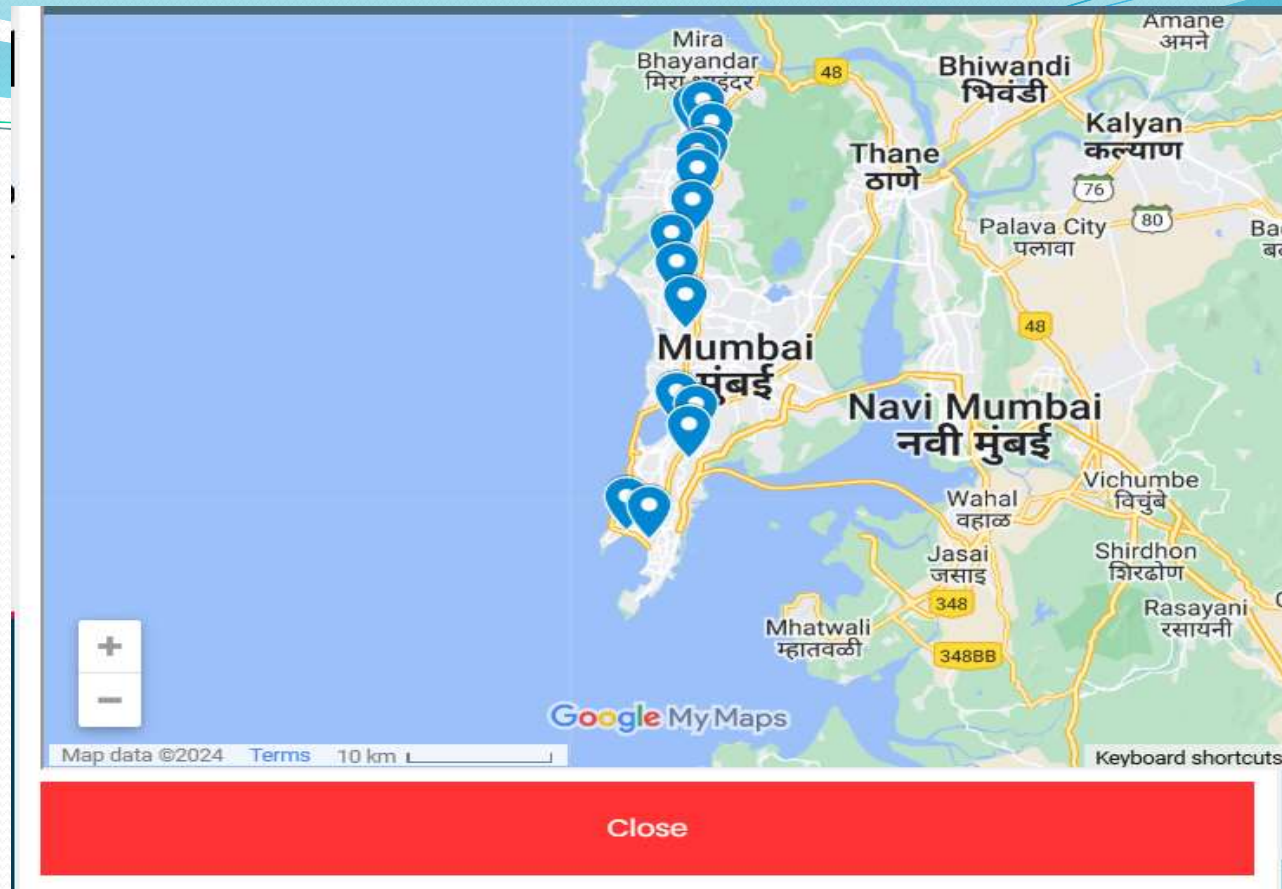 Amane
अमने
Mira
Bhayandar
48
Bhiwandi
भिवंडी
Kalyan
कल्याण
Thane
ठाणे
76
Palava City
पलावा
80
48
Mumbai
मुंबई
Navi Mumbai
नवी मुंबई
Vichumbe
विचुंबे
Wahal
वहाळ
Jasai
जसाइ
Shirdhon
शिरढोण
348
Rasayani
रसायनी
Mhatwali
म्हातवळी
348BB
+
−
Google My Maps
Map data ©2024 Terms 10 km
Keyboard shortcuts
Close